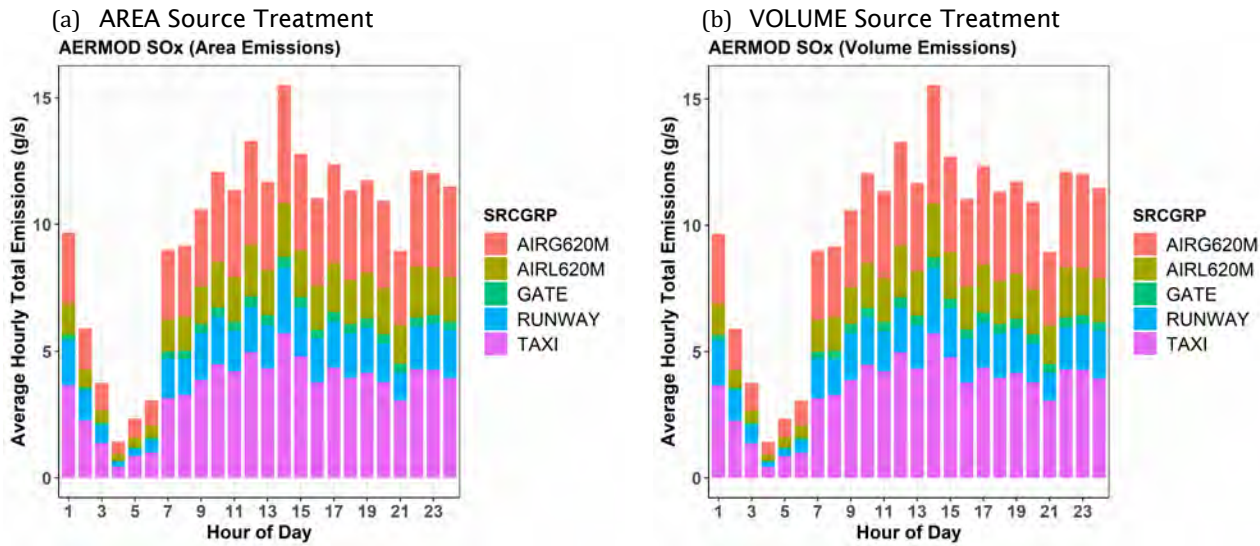 (a) AREA Source Treatment
AERMOD SOx (Area Emissions)
Average Hourly Total Emissions (g/s)
15
10
5
0
1 3 5 7 9 11 13 15 17 19 21 23
Hour of Day
SRCGRP
AIRG620M
AIRL620M
GATE
RUNWAY
TAXI
(b) VOLUME Source Treatment
AERMOD SOx (Volume Emissions)
Average Hourly Total Emissions (g/s)
15
10
5
0
1 3 5 7 9 11 13 15 17 19 21 23
Hour of Day
SRCGRP
AIRG620M
AIRL620M
GATE
RUNWAY
TAXI